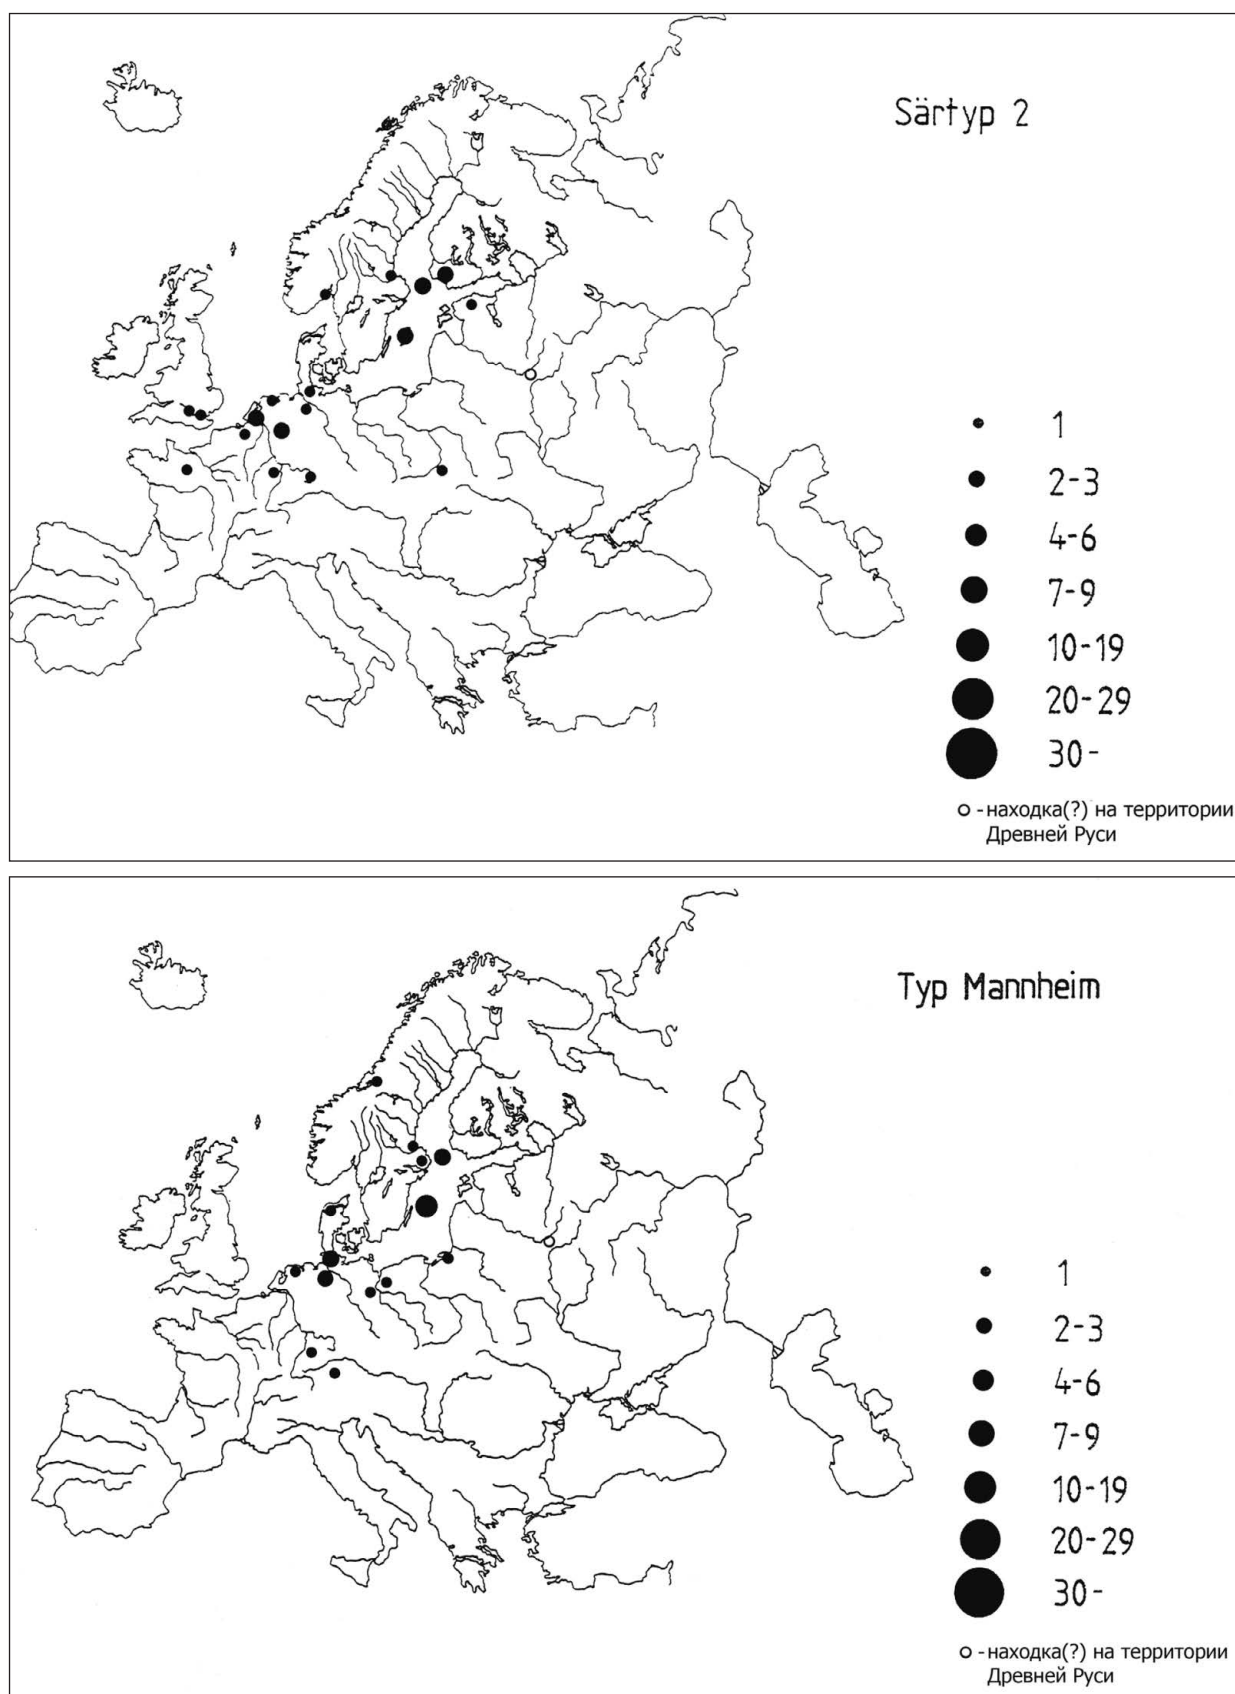 Särtyp 2
1
2-3
4-6
7-9
10-19
20-29
30-
-находка(?) на территории
Древней Руси
Typ Mannheim
1
2-3
4-6
7-9
10-19
20-29
30-
-находка(?) на территории
Древней Руси